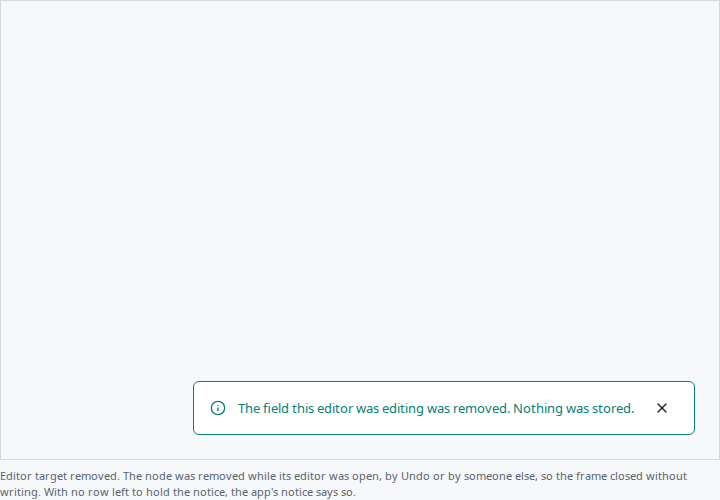 The field this editor was editing was removed. Nothing was stored.
Editor target removed. The node was removed while its editor was open, by Undo or by someone else, so the frame closed without
writing. With no row left to hold the notice, the app's notice says so.